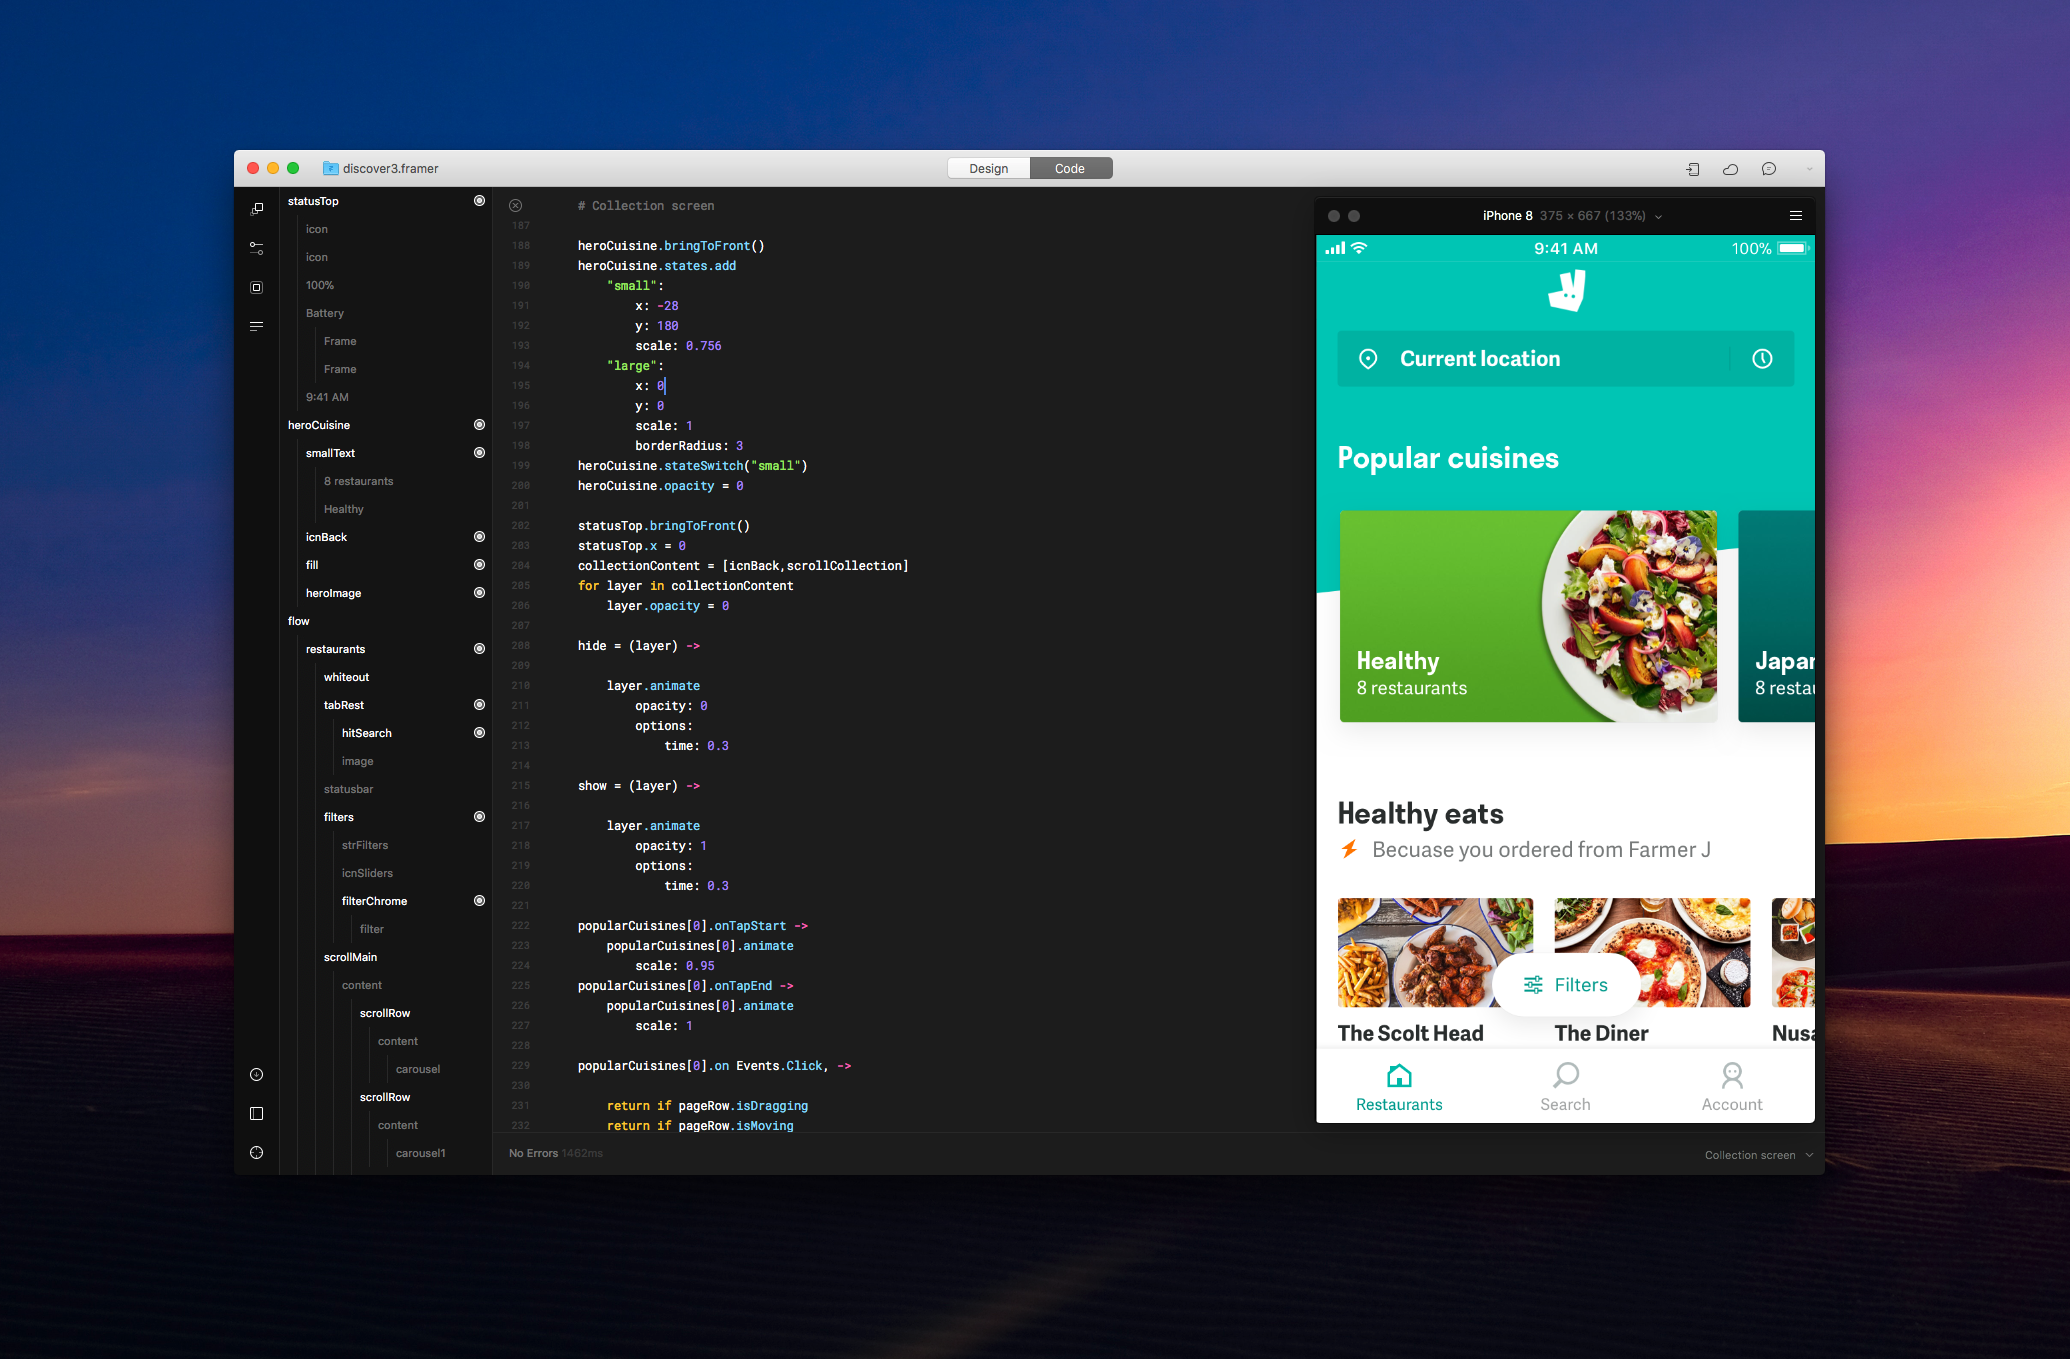 discover3.framer
Design
Code
statusTop
icon
icon
100%
Battery
Frame
Frame
9:41 AM
heroCuisine
smallText
8 restaurants
Healthy
icnBack
fill
heroImage
flow
restaurants
whiteout
tabRest
hitSearch
image
statusbar
filters
strFilters
icnSliders
filterChrome
filter
scrollMain
content
scrollRow
content
carousel
scrollRow
content
carousel1
# Collection screen
187
188 heroCuisine.bringToFront()
189 heroCuisine.states.add
190 "small":
191 x: -28
192 y: 180
193 scale: 0.756
194 "large":
195 x: 0
196 y: 0
197 scale: 1
198 borderRadius: 3
199 heroCuisine.stateSwitch("small")
200 heroCuisine.opacity = 0
201
202 statusTop.bringToFront()
203 statusTop.x = 0
204 collectionContent = [icnBack,scrollCollection]
205 for layer in collectionContent
206 layer.opacity = 0
207
208 hide = (layer) ->
209
210 layer.animate
211 opacity: 0
212 options:
213 time: 0.3
214
215 show = (layer) ->
216
217 layer.animate
218 opacity: 1
219 options:
220 time: 0.3
221
222 popularCuisines[0].onTapStart ->
223 popularCuisines[0].animate
224 scale: 0.95
225 popularCuisines[0].onTapEnd ->
226 popularCuisines[0].animate
227 scale: 1
228
229 popularCuisines[0].on Events.Click, ->
230
231 return if pageRow.isDragging
232 return if pageRow.isMoving
No Errors 1462ms
Collection screen
iPhone 8 375 × 667 (133%)
9:41 AM
100%
Current location
Popular cuisines
Healthy
8 restaurants
Japan
8 restau
Healthy eats
Becuase you ordered from Farmer J
Filters
The Scolt Head
The Diner
Nusa
Restaurants
Search
Account